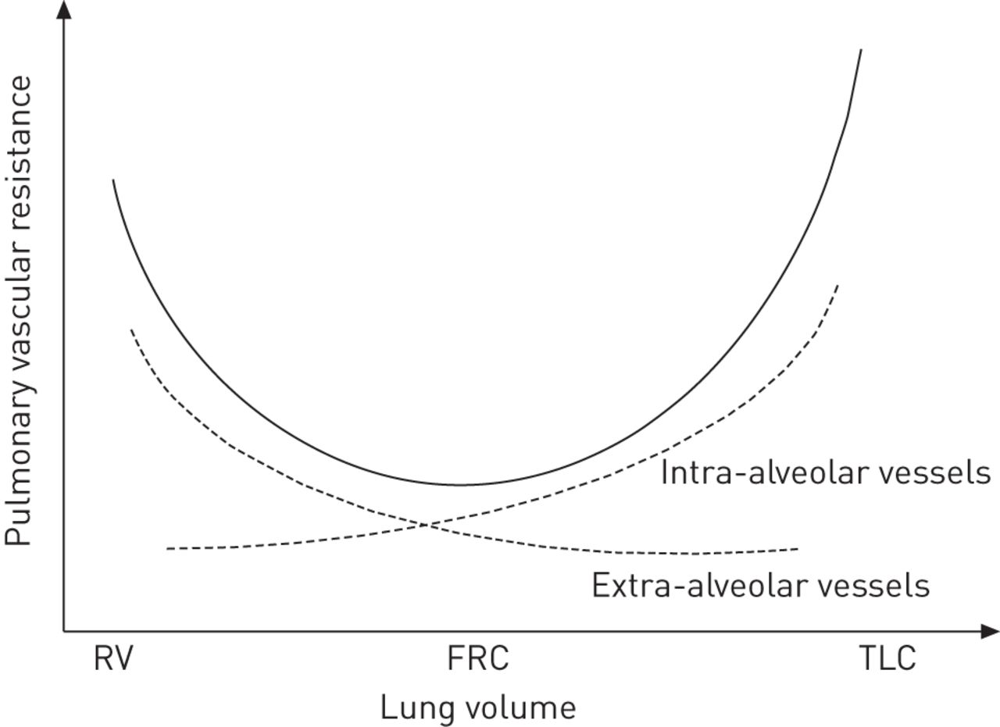 Pulmonary vascular resistance
Intra-alveolar vessels
Extra-alveolar vessels
RV FRC TLC
Lung volume